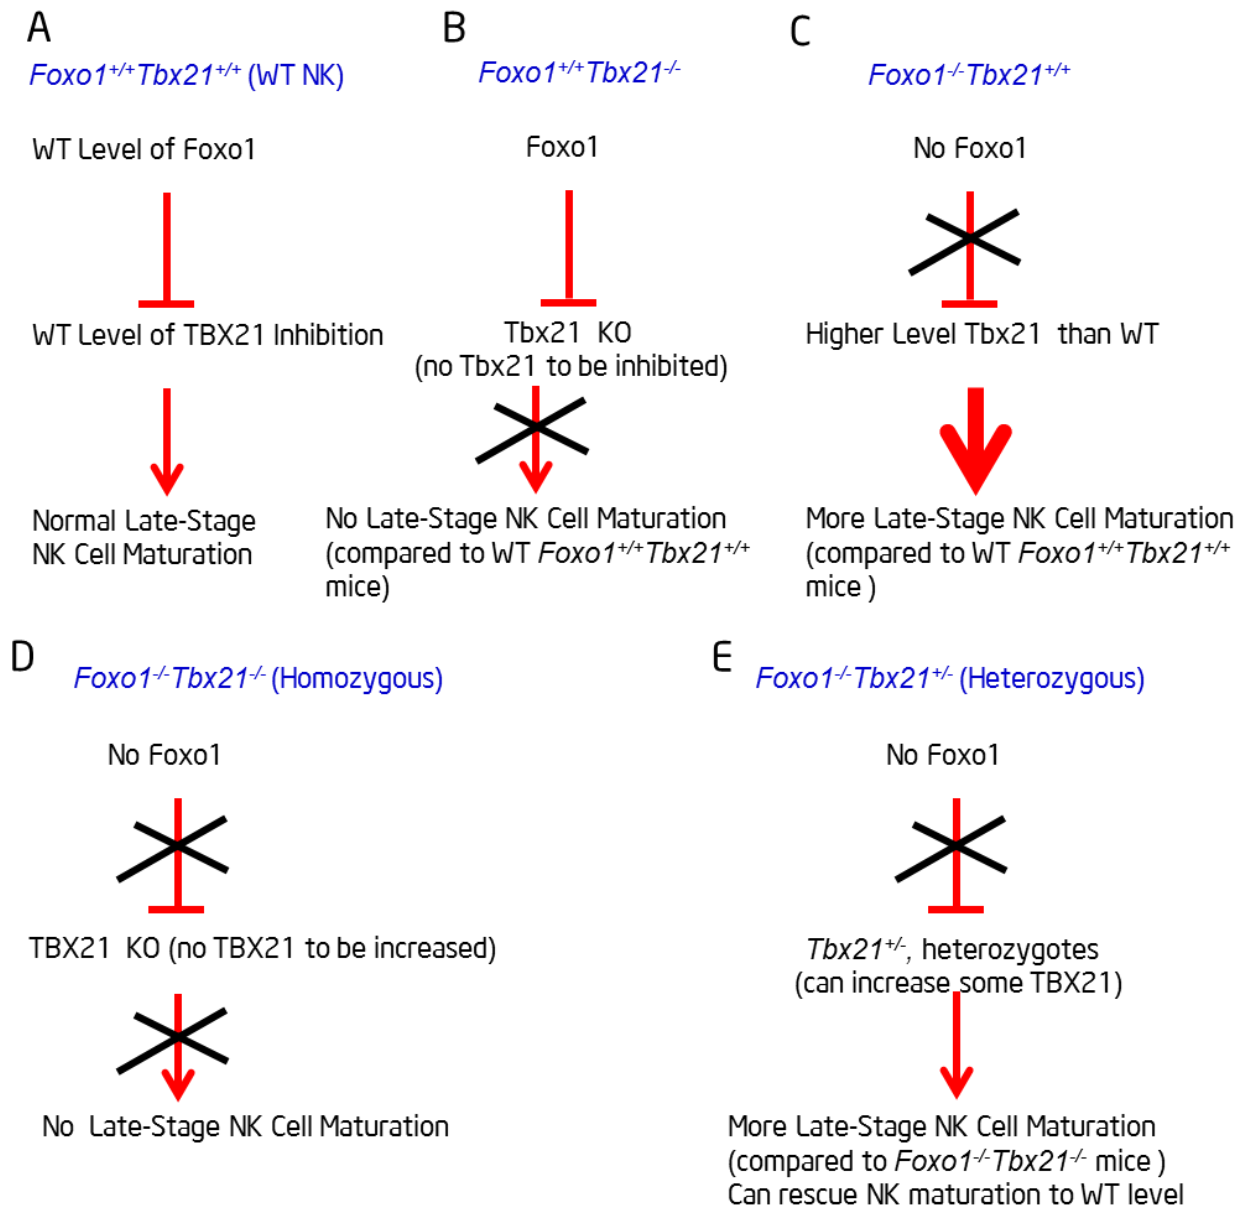 A
Foxo1+/+Tbx21+/+ (WT NK)
WT Level of Foxo1
WT Level of TBX21 Inhibition
Normal Late-Stage
NK Cell Maturation
B
Foxo1+/+Tbx21-/-
Foxo1
Tbx21 KO
(no Tbx21 to be inhibited)
No Late-Stage NK Cell Maturation
(compared to WT Foxo1+/+Tbx21+/+
mice)
C
Foxo1-/-Tbx21+/+
No Foxo1
Higher Level Tbx21 than WT
More Late-Stage NK Cell Maturation
(compared to WT Foxo1+/+Tbx21+/+
mice )
D
Foxo1-/-Tbx21-/- (Homozygous)
No Foxo1
TBX21 KO (no TBX21 to be increased)
No Late-Stage NK Cell Maturation
E
Foxo1-/-Tbx21+/- (Heterozygous)
No Foxo1
Tbx21+/-, heterozygotes
(can increase some TBX21)
More Late-Stage NK Cell Maturation
(compared to Foxo1-/-Tbx21-/- mice )
Can rescue NK maturation to WT level